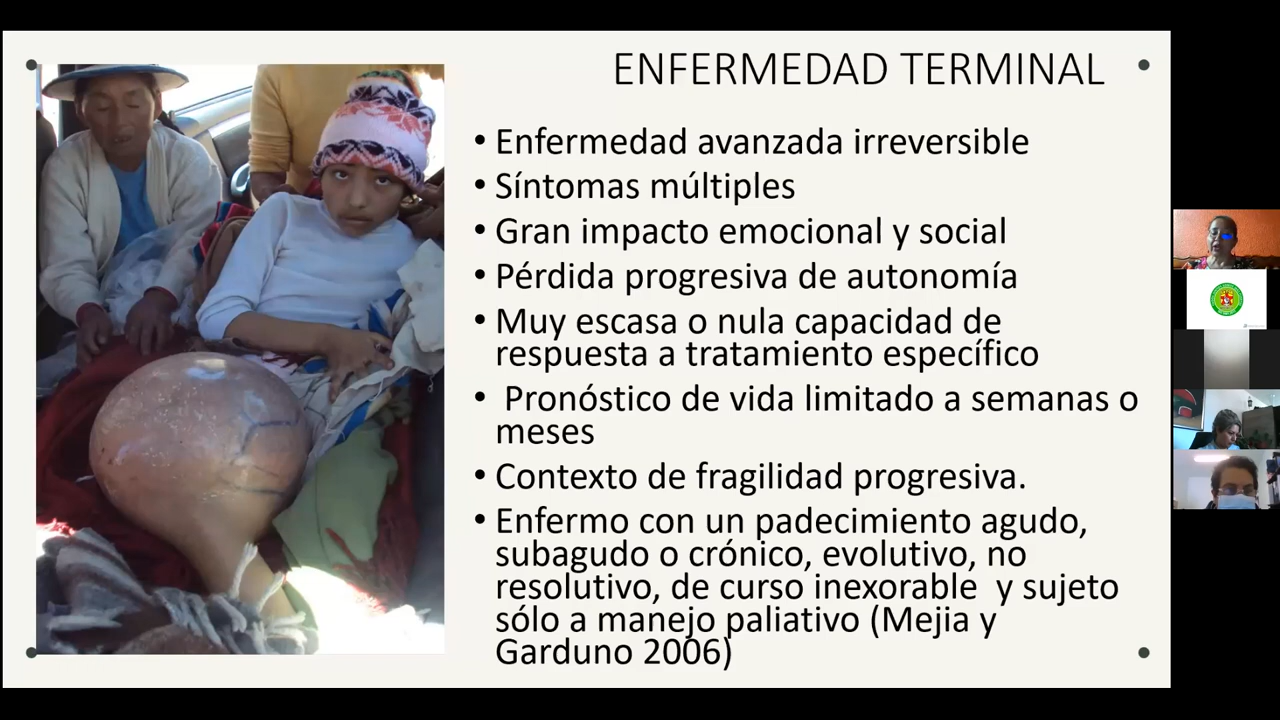 ENFERMEDAD TERMINAL
• Enfermedad avanzada irreversible
• Síntomas múltiples
• Gran impacto emocional y social
• Pérdida progresiva de autonomía
• Muy escasa o nula capacidad de
respuesta a tratamiento específico
• Pronóstico de vida limitado a semanas o
meses
• Contexto de fragilidad progresiva.
• Enfermo con un padecimiento agudo,
subagudo o crónico, evolutivo, no
resolutivo, de curso inexorable y sujeto
sólo a manejo paliativo (Mejia y
Garduno 2006)